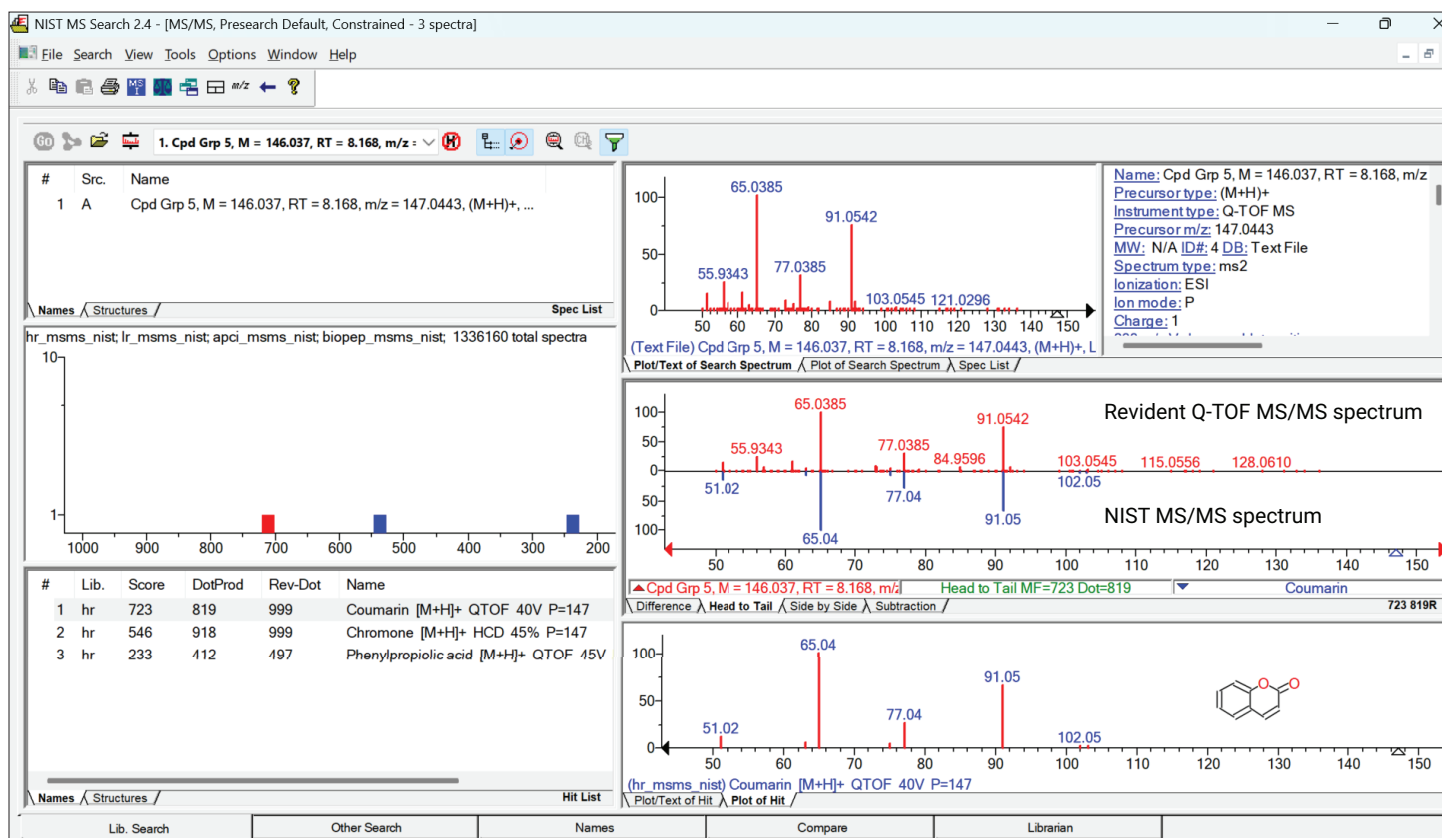 NIST MS Search 2.4 - [MS/MS, Presearch Default, Constrained - 3 spectra]
File Search View Tools Options Window Help
MS I m/z
GO 1. Cpd Grp 5, M = 146.037, RT = 8.168, m/z :
# Src. Name
1 A Cpd Grp 5, M = 146.037, RT = 8.168, m/z = 147.0443, (M+H)+, ...
Names Structures Spec List
hr_msms_nist; lr_msms_nist; apci_msms_nist; biopep_msms_nist; 1336160 total spectra
10
1
1000 900 800 700 600 500 400 300 200
# Lib. Score DotProd Rev-Dot Name
1 hr 723 819 999 Coumarin [M+H]+ QTOF 40V P=147
2 hr 546 918 999 Chromone [M+H]+ HCD 45% P=147
3 hr 233 412 497 Phenylpropiolic acid [M+H]+ QTOF 45V
Names Structures Hit List
65.0385
100
91.0542
50
55.9343
77.0385
103.0545 121.0296
0
50 60 70 80 90 100 110 120 130 140 150
(Text File) Cpd Grp 5, M = 146.037, RT = 8.168, m/z = 147.0443, (M+H)+, L
Plot/Text of Search Spectrum Plot of Search Spectrum Spec List
Name: Cpd Grp 5, M = 146.037, RT = 8.168, m/z
Precursor type: (M+H)+
Instrument type: Q-TOF MS
Precursor m/z: 147.0443
MW: N/A ID#: 4 DB: Text File
Spectrum type: ms2
Ionization: ESI
Ion mode: P
Charge: 1
65.0385
100
91.0542
Revident Q-TOF MS/MS spectrum
50
55.9343
77.0385
84.9596
103.0545 115.0556 128.0610
0
51.02
77.04
102.05
50
91.05
NIST MS/MS spectrum
100
65.04
50 60 70 80 90 100 110 120 130 140 150
Cpd Grp 5, M = 146.037, RT = 8.168, m/z Head to Tail MF=723 Dot=819 Coumarin
Difference Head to Tail Side by Side Subtraction 723 819R
65.04
100
91.05
50
77.04
51.02
102.05
0
O O
50 60 70 80 90 100 110 120 130 140 150
(hr_msms_nist) Coumarin [M+H]+ QTOF 40V P=147
Plot/Text of Hit Plot of Hit
Lib. Search Other Search Names Compare Librarian